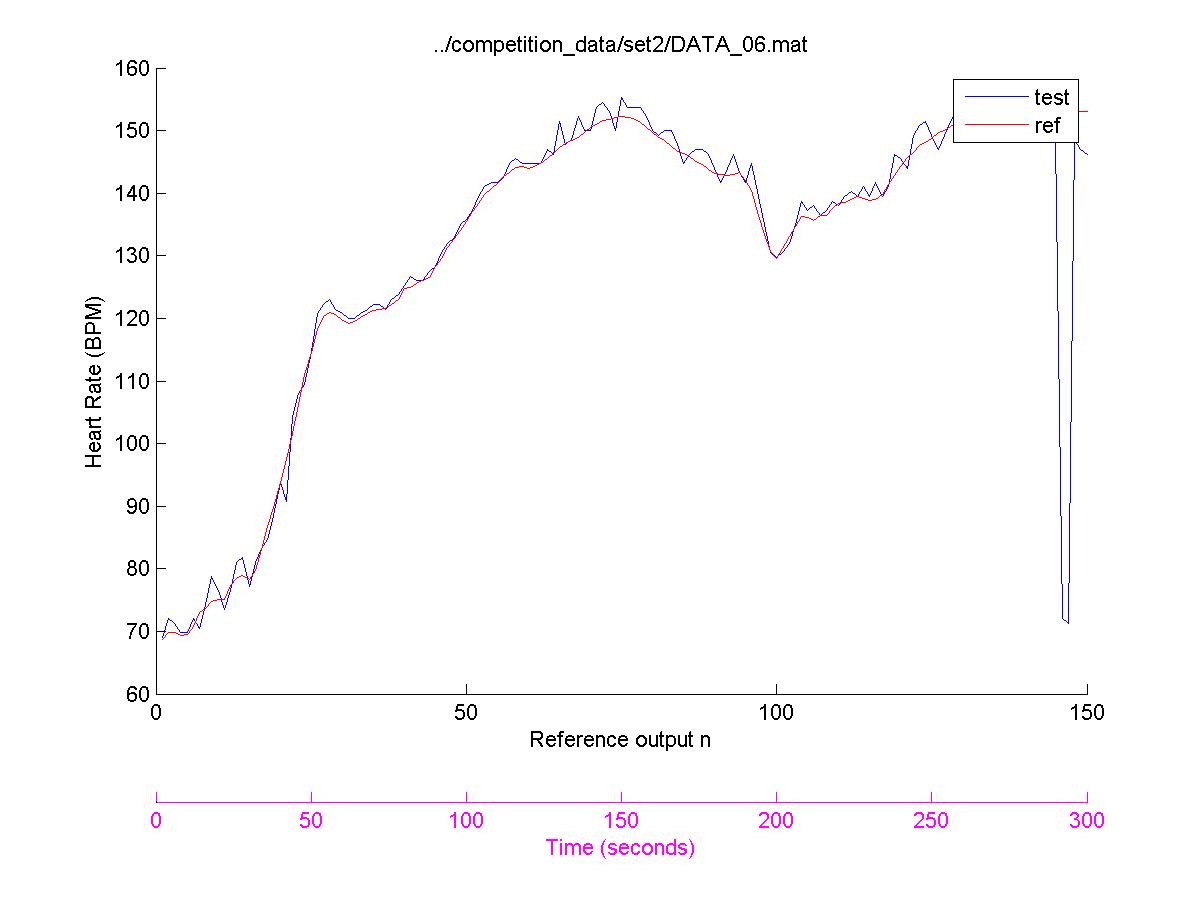 ../competition_data/set2/DATA_06.mat
160
150
140
130
120
110
100
90
80
70
60
Heart Rate (BPM)
test
ref
0 50 100 150
Reference output n
0 50 100 150 200 250 300
Time (seconds)